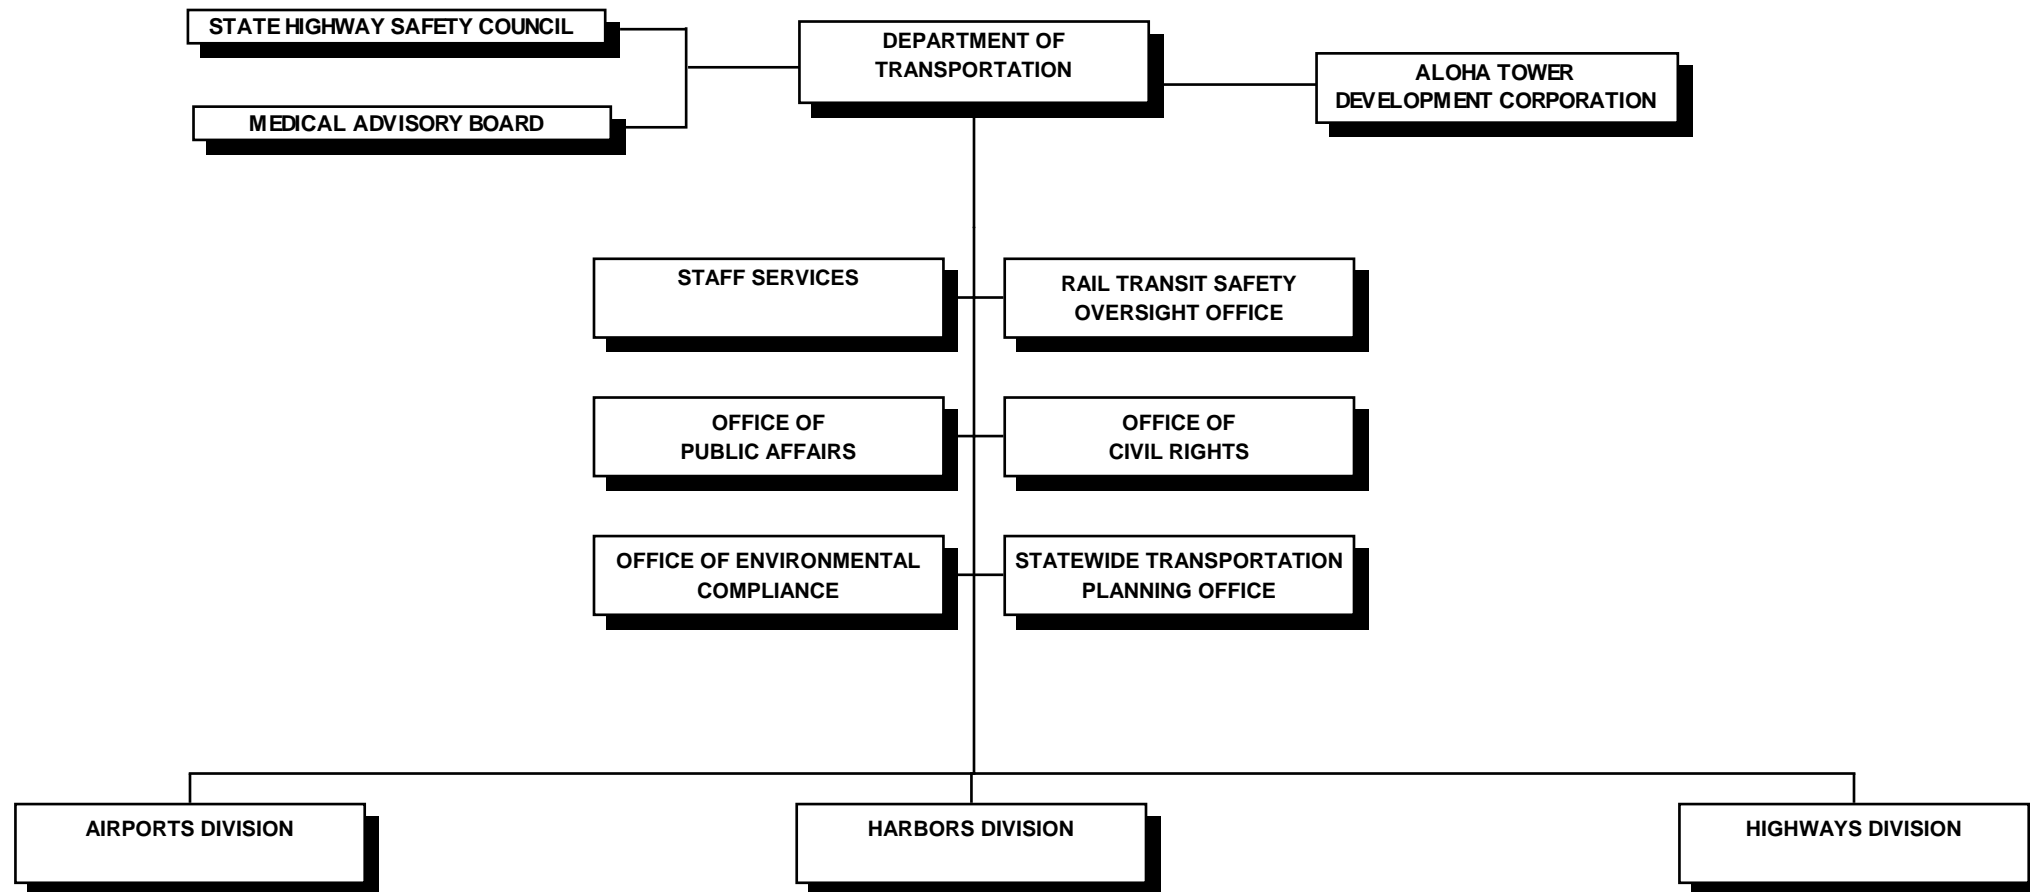 STATE HIGHWAY SAFETY COUNCIL
DEPARTMENT OF
TRANSPORTATION
ALOHA TOWER
DEVELOPMENT CORPORATION
MEDICAL ADVISORY BOARD
STAFF SERVICES
RAIL TRANSIT SAFETY
OVERSIGHT OFFICE
OFFICE OF
PUBLIC AFFAIRS
OFFICE OF
CIVIL RIGHTS
OFFICE OF ENVIRONMENTAL
COMPLIANCE
STATEWIDE TRANSPORTATION
PLANNING OFFICE
AIRPORTS DIVISION
HARBORS DIVISION
HIGHWAYS DIVISION